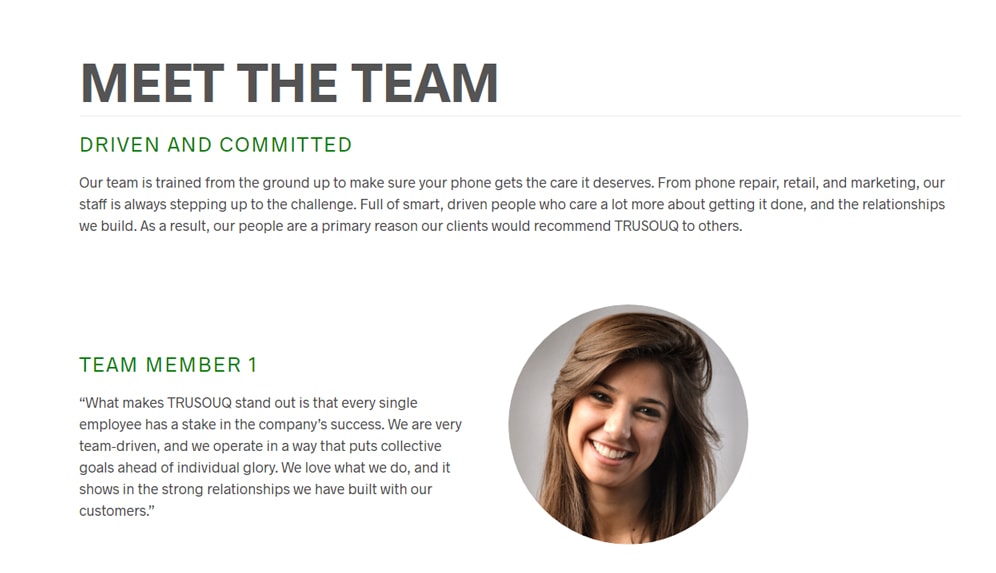 MEET THE TEAM
DRIVEN AND COMMITTED
Our team is trained from the ground up to make sure your phone gets the care it deserves. From phone repair, retail, and marketing, our
staff is always stepping up to the challenge. Full of smart, driven people who care a lot more about getting it done, and the relationships
we build. As a result, our people are a primary reason our clients would recommend TRUSOUQ to others.
TEAM MEMBER 1
“What makes TRUSOUQ stand out is that every single
employee has a stake in the company’s success. We are very
team-driven, and we operate in a way that puts collective
goals ahead of individual glory. We love what we do, and it
shows in the strong relationships we have built with our
customers.”